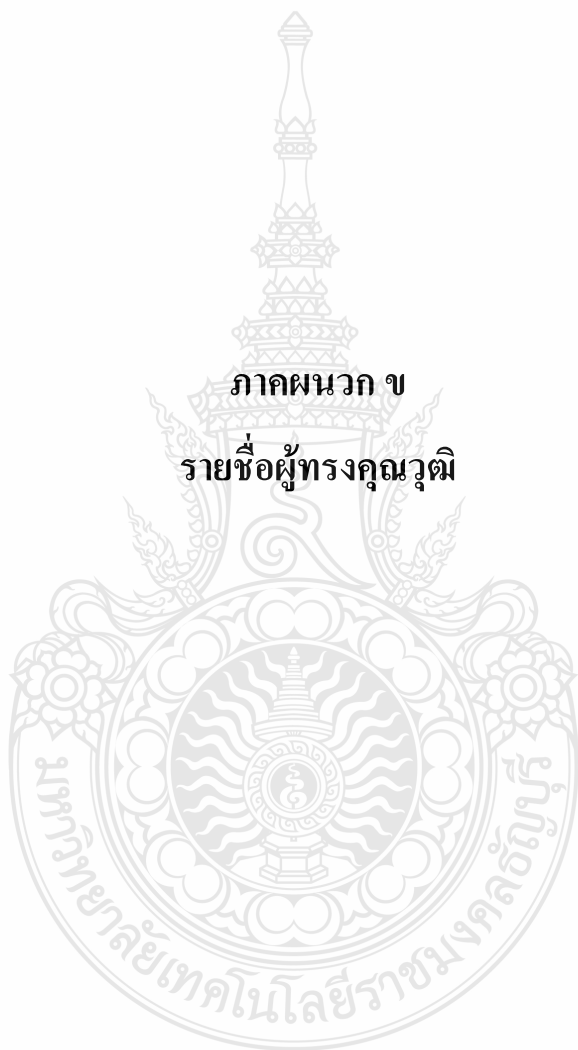 ภาคผนวก ข
รายชื่อผู้ทรงคุณวุฒิ
มหาวิทยาลัยเทคโนโลยีราชมงคลธัญบุรี